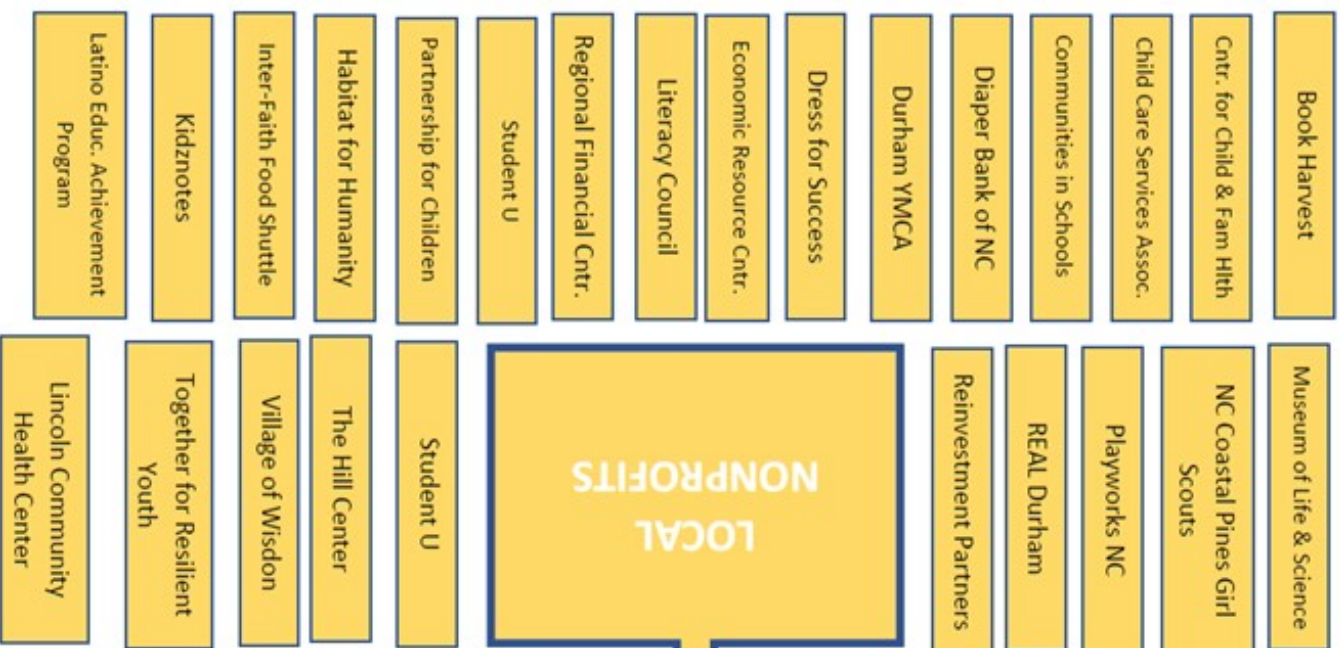 Book Harvest
Cntr. for Child & Fam Hlth
Child Care Services Assoc.
Communities in Schools
Diaper Bank of NC
Durham YMCA
Dress for Success
Economic Resource Cntr.
Literacy Council
Regional Financial Cntr.
Student U
Partnership for Children
Habitat for Humanity
Inter-Faith Food Shuttle
Kidznotes
Latino Educ. Achievement
Program
Museum of Life & Science
NC Coastal Pines Girl
Scouts
Playworks NC
REAL Durham
Reinvestment Partners
LOCAL
NONPROFITS
Student U
The Hill Center
Village of Wisdon
Together for Resilient
Youth
Lincoln Community
Health Center